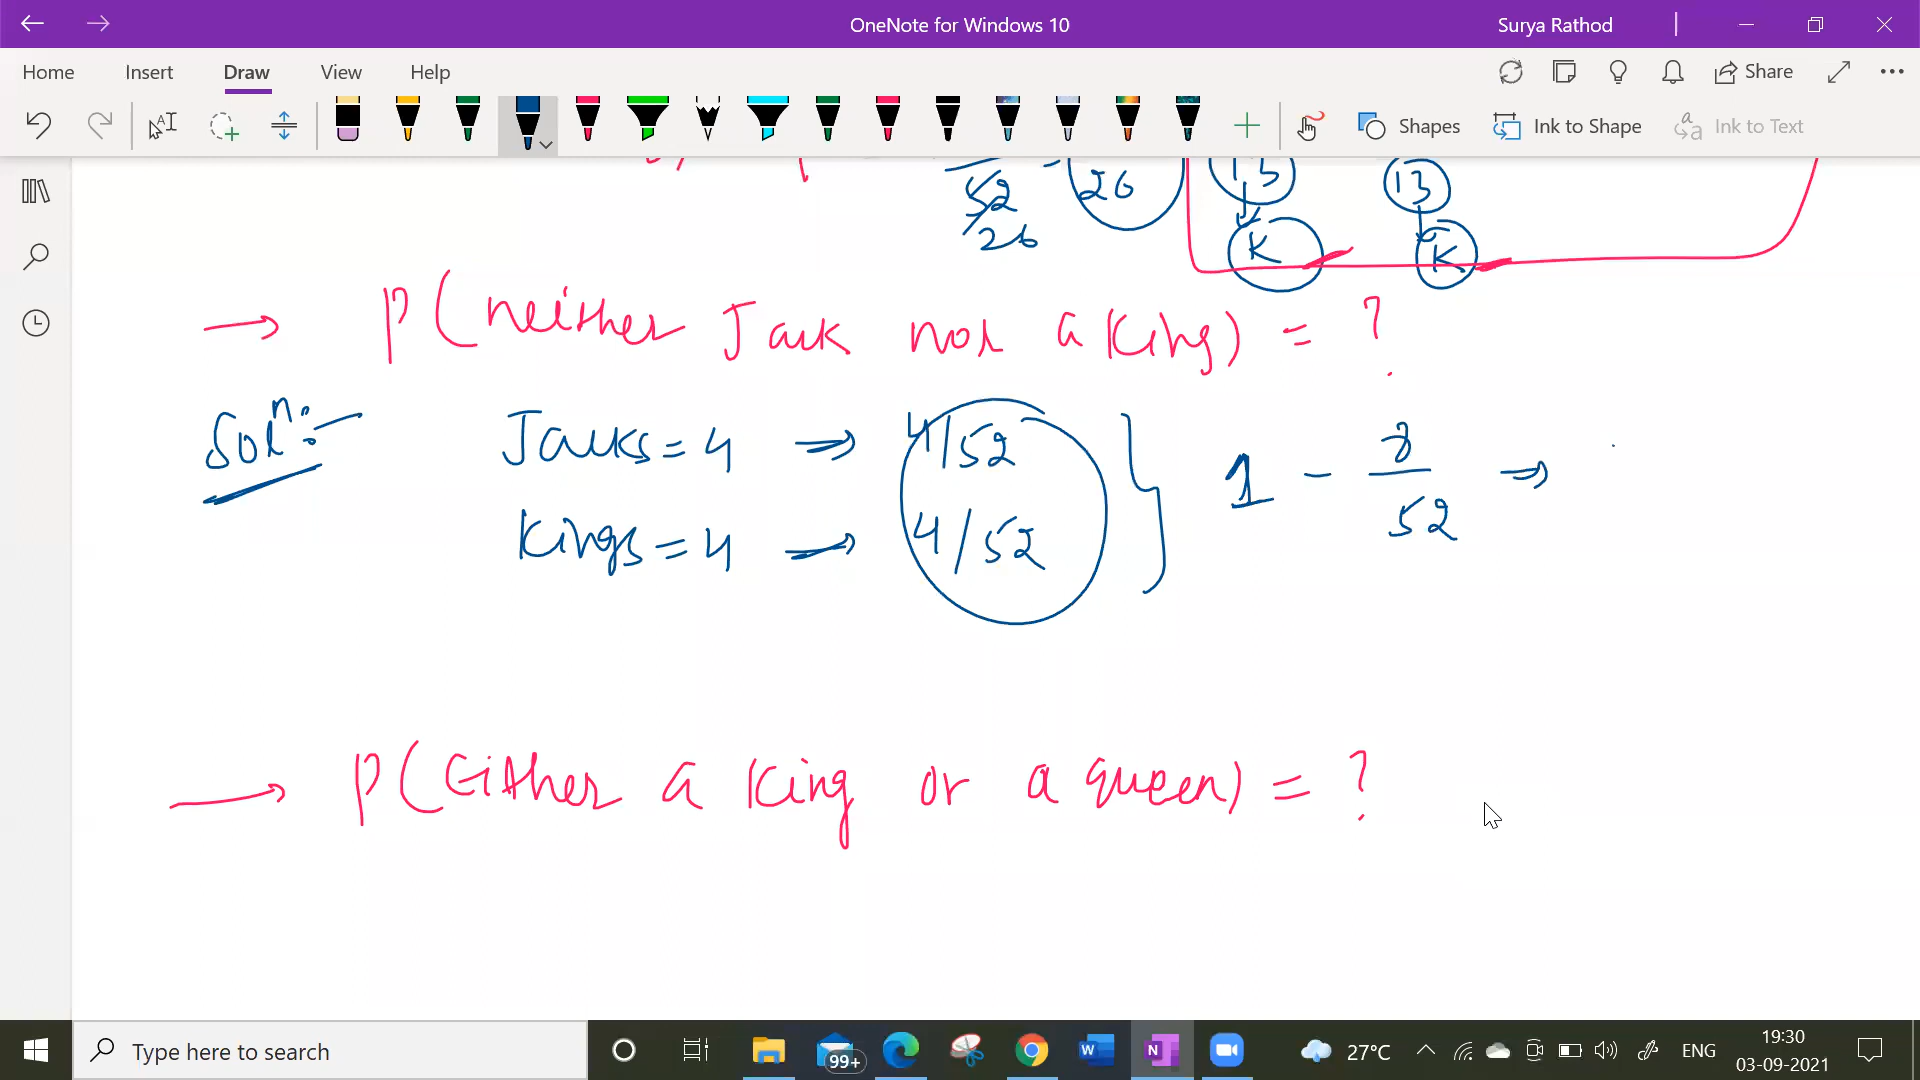 OneNote for Windows 10
Surya Rathod
Home Insert Draw View Help
Share
Shapes Ink to Shape Ink to Text
52 26 13 13
26 K K
P(neither Jack nor a King) = ?
Solⁿ:- Jacks = 4 ⇒ 4/52
Kings = 4 → 4/52
1 - 8/52 ⇒
P(Either a King or a queen) = ?
Type here to search
99+
W
N
27°C
ENG
19:30
03-09-2021